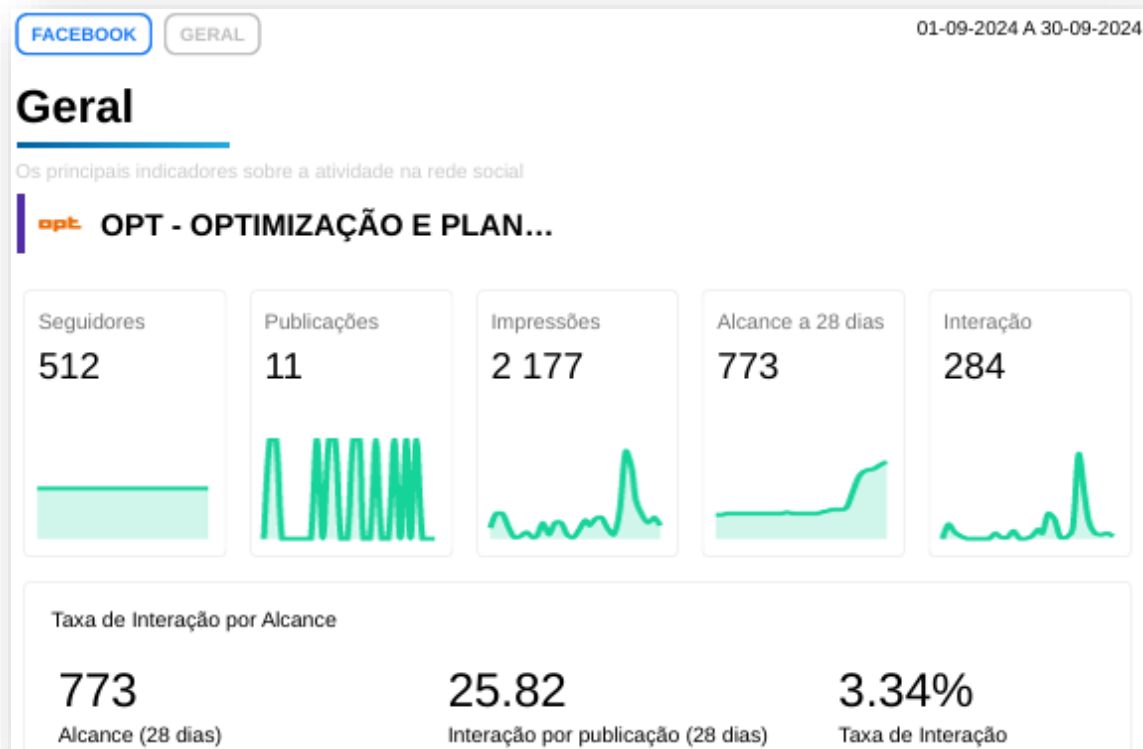 FACEBOOK GERAL 01-09-2024 A 30-09-2024
Geral
Os principais indicadores sobre a atividade na rede social
opt OPT - OPTIMIZAÇÃO E PLAN...
Seguidores Publicações Impressões Alcance a 28 dias Interação
512 11 2 177 773 284
Taxa de Interação por Alcance
773 25.82 3.34%
Alcance (28 dias) Interação por publicação (28 dias) Taxa de Interação